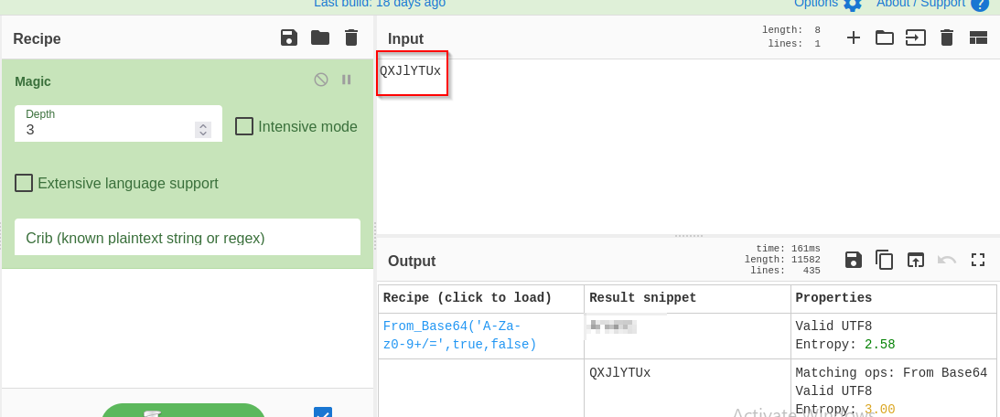 Last build: 18 days ago
Options
About / Support
Recipe
Input
length: 8
lines: 1
Magic
QXJlYTUx
Depth
3
Intensive mode
Extensive language support
Crib (known plaintext string or regex)
Output
time: 161ms
length: 11582
lines: 435
Recipe (click to load)
Result snippet
Properties
From_Base64('A-Za-
z0-9+/=',true,false)
Valid UTF8
Entropy: 2.58
QXJlYTUx
Matching ops: From Base64
Valid UTF8
Entropy: 3.00
Activate Windows